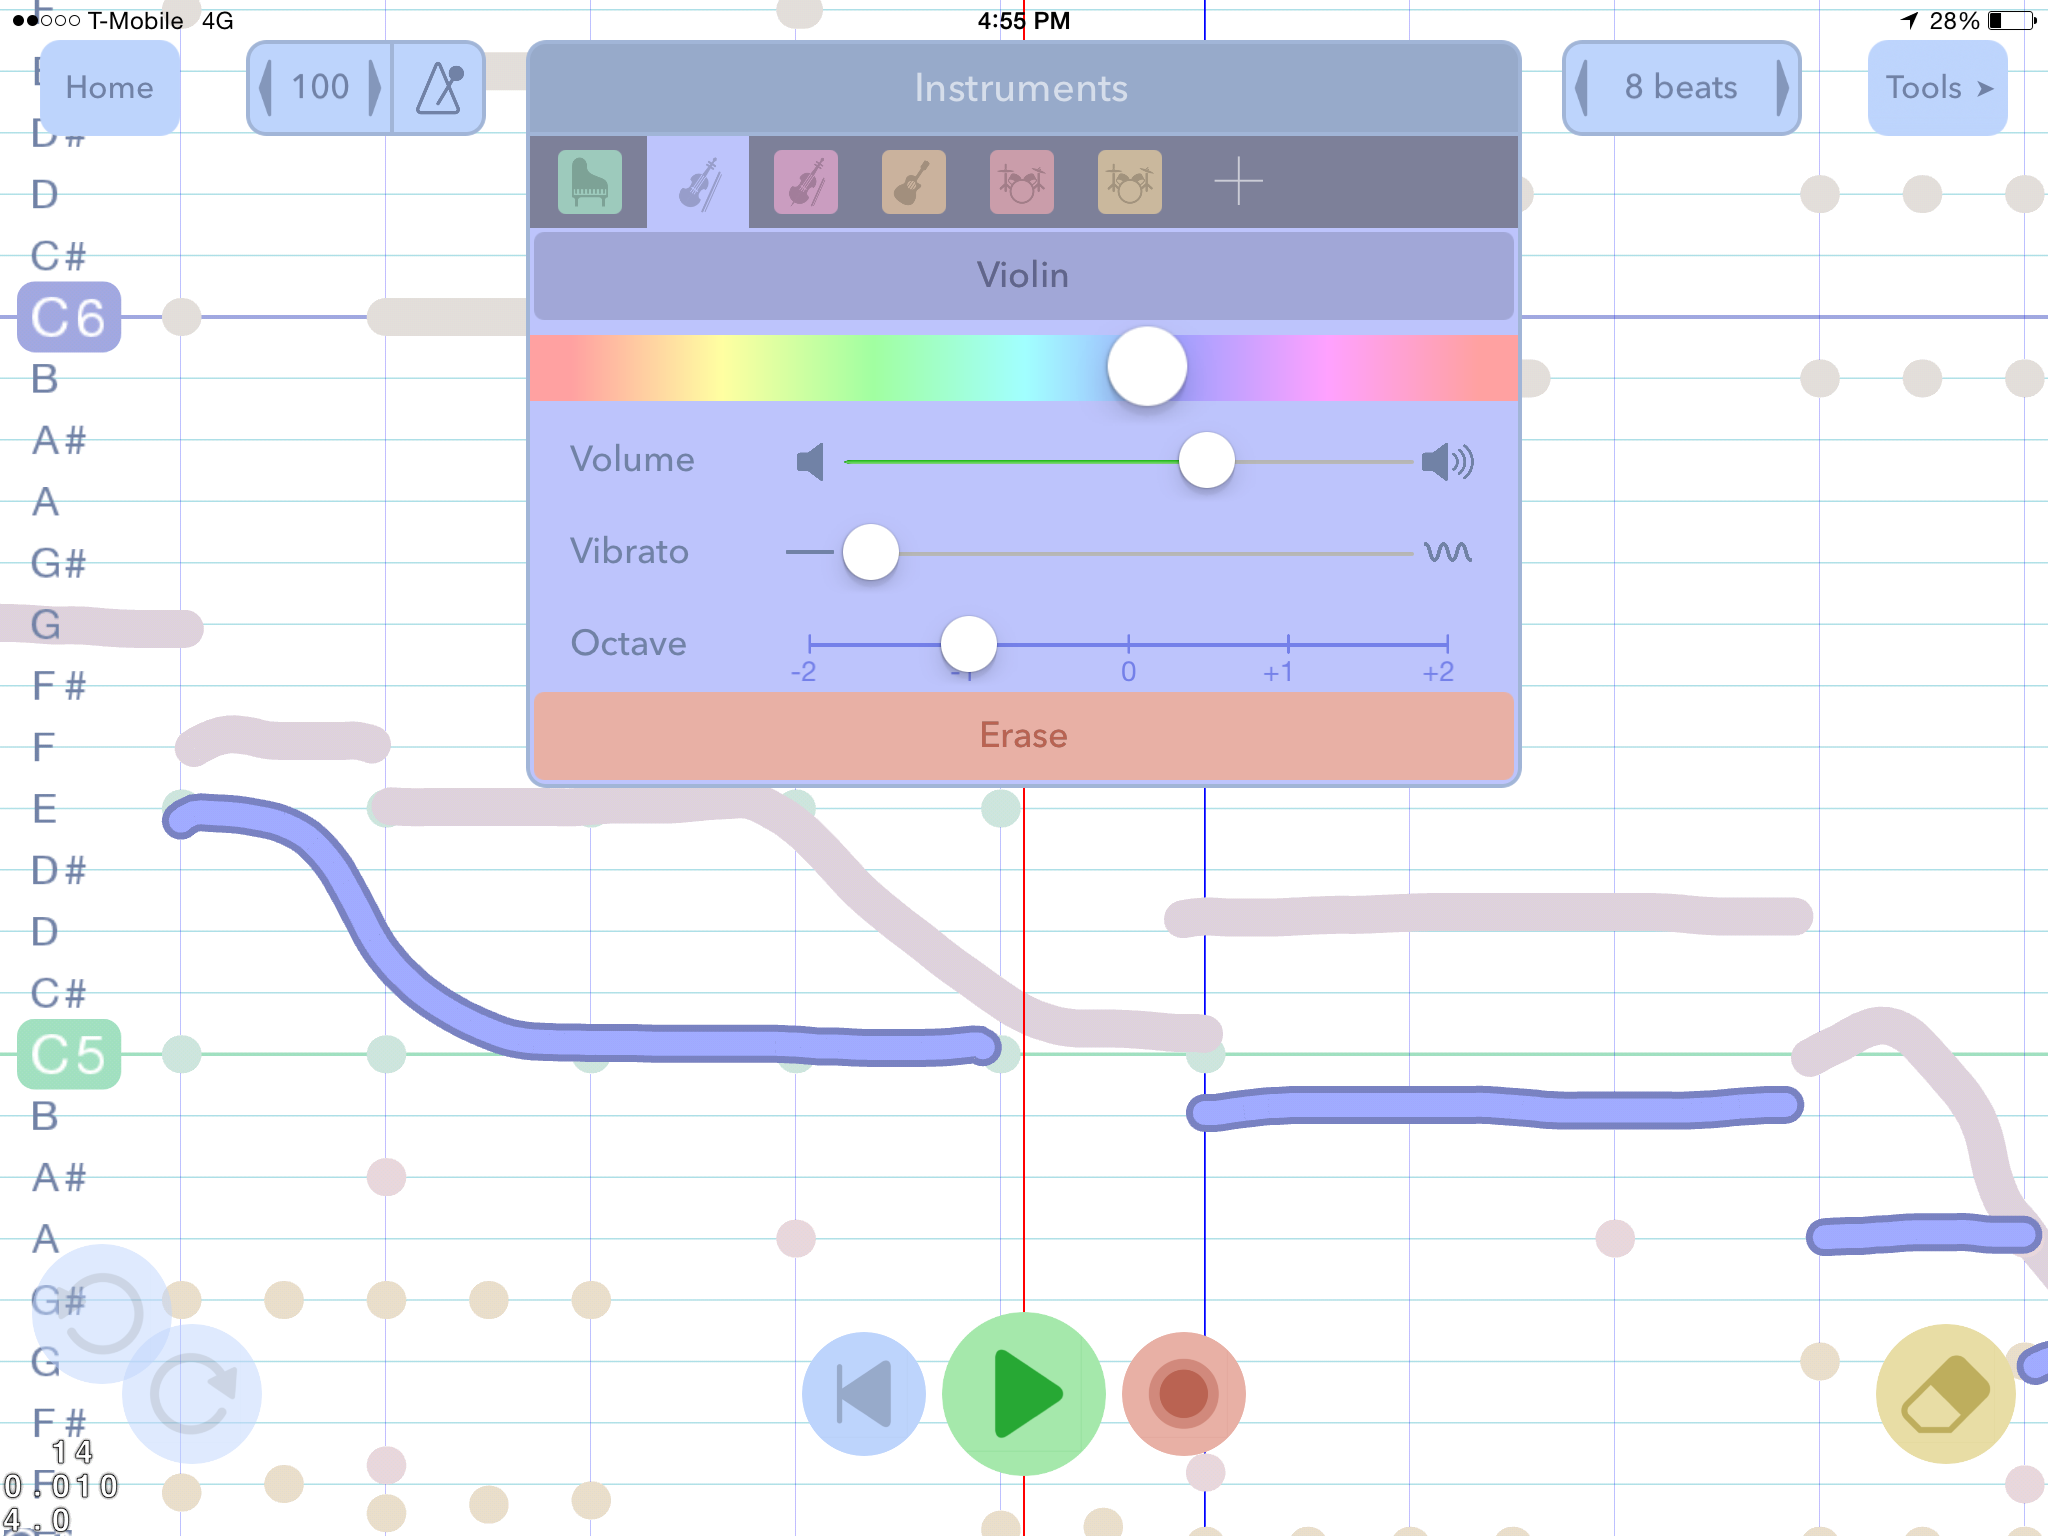 T-Mobile 4G 4:55 PM 28%
Home 100 Instruments 8 beats Tools
D#
D
C#
Violin
C6
B
A#
Volume
A
Vibrato
G#
G
Octave
-2 -1 0 +1 +2
F#
Erase
F
E
D#
D
C#
C5
B
A#
A
G#
G
F#
14
0.010
4.0